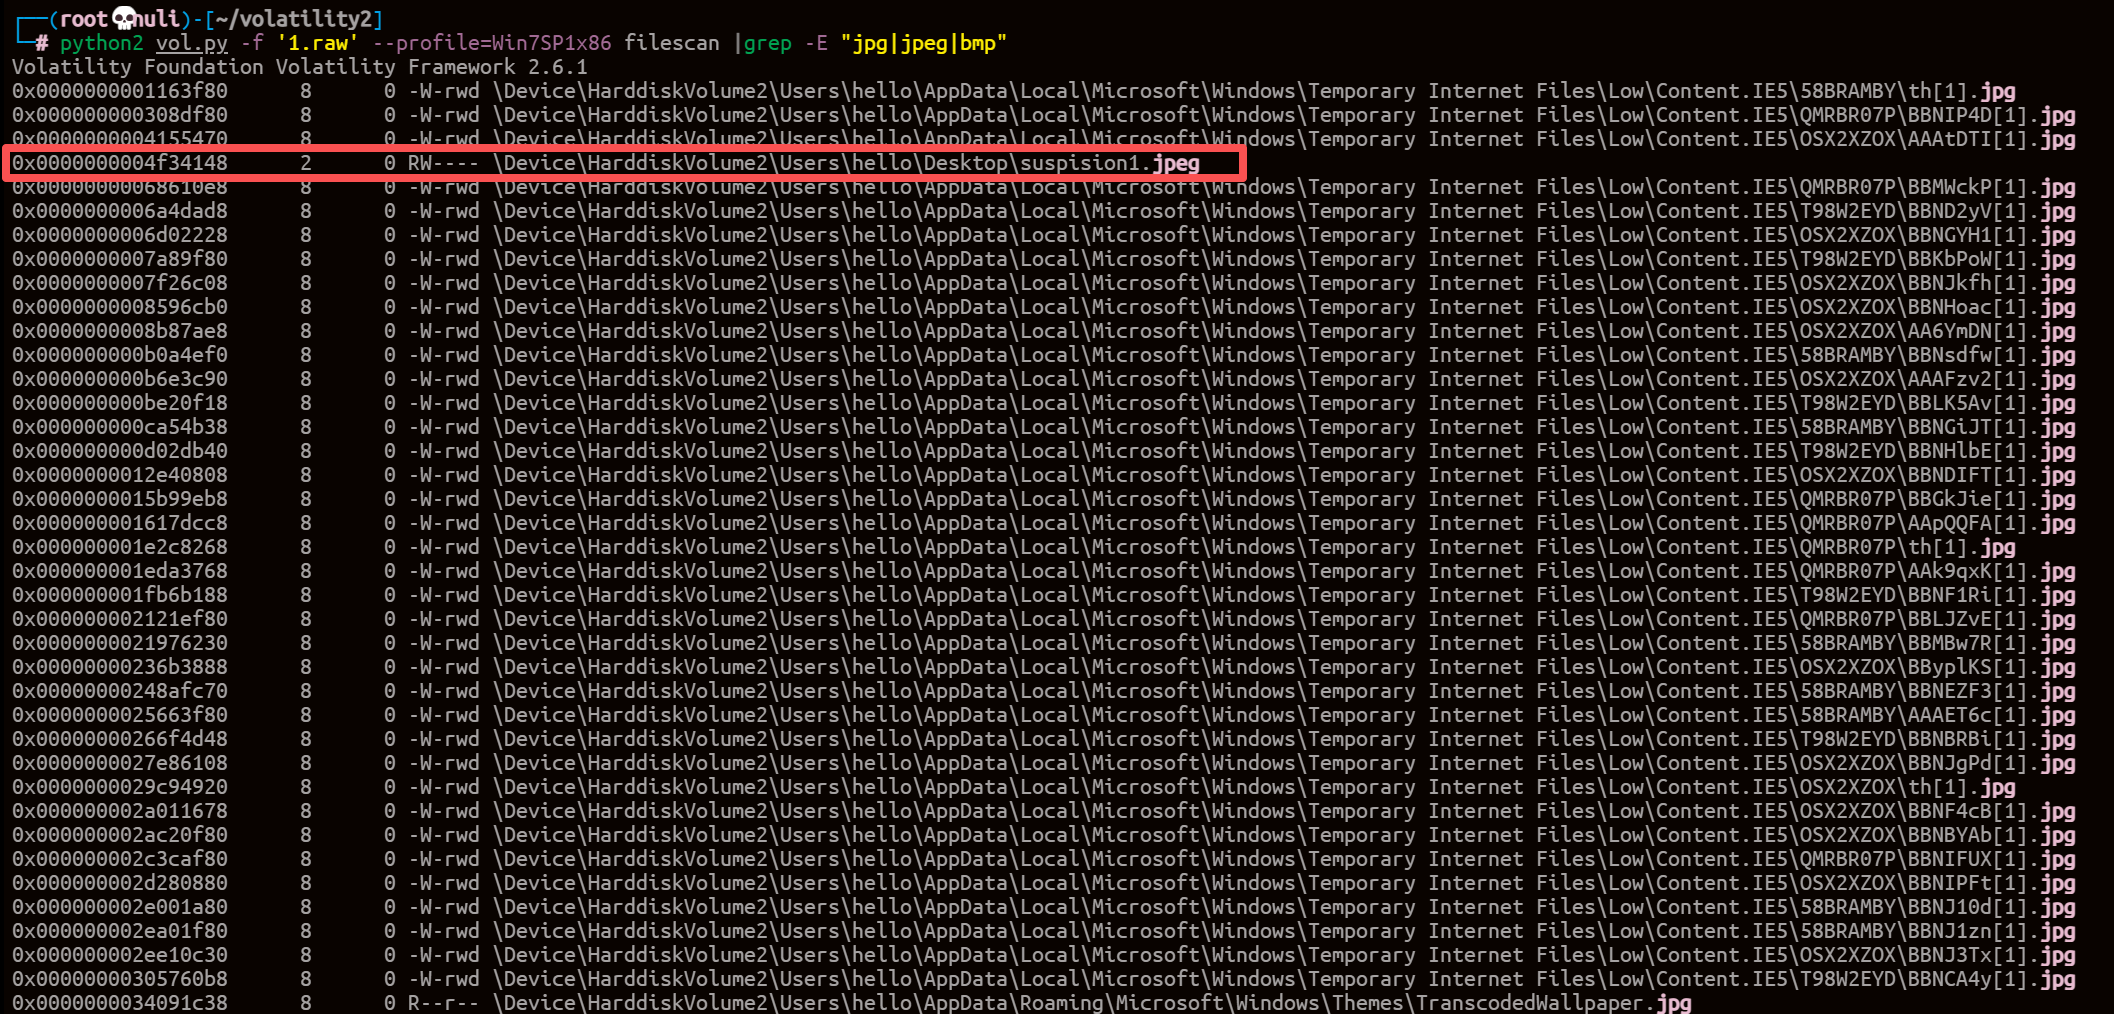 ┌──(root💀nuli)-[~/volatility2]
└─# python2 vol.py -f '1.raw' --profile=Win7SP1x86 filescan |grep -E "jpg|jpeg|bmp"
Volatility Foundation Volatility Framework 2.6.1
0x0000000001163f80      8      0 -W-rwd \Device\HarddiskVolume2\Users\hello\AppData\Local\Microsoft\Windows\Temporary Internet Files\Low\Content.IE5\58BRAMBY\th[1].jpg
0x000000000308df80      8      0 -W-rwd \Device\HarddiskVolume2\Users\hello\AppData\Local\Microsoft\Windows\Temporary Internet Files\Low\Content.IE5\QMRBR07P\BBNIP4D[1].jpg
0x0000000004155470      8      0 -W-rwd \Device\HarddiskVolume2\Users\hello\AppData\Local\Microsoft\Windows\Temporary Internet Files\Low\Content.IE5\OSX2XZOX\AAAtDTI[1].jpg
0x0000000004f34148      2      0 RW---- \Device\HarddiskVolume2\Users\hello\Desktop\suspision1.jpeg
0x00000000068610e8      8      0 -W-rwd \Device\HarddiskVolume2\Users\hello\AppData\Local\Microsoft\Windows\Temporary Internet Files\Low\Content.IE5\QMRBR07P\BBMWckP[1].jpg
0x0000000006a4dad8      8      0 -W-rwd \Device\HarddiskVolume2\Users\hello\AppData\Local\Microsoft\Windows\Temporary Internet Files\Low\Content.IE5\T98W2EYD\BBND2yV[1].jpg
0x0000000006d02228      8      0 -W-rwd \Device\HarddiskVolume2\Users\hello\AppData\Local\Microsoft\Windows\Temporary Internet Files\Low\Content.IE5\OSX2XZOX\BBNGYH1[1].jpg
0x0000000007a89f80      8      0 -W-rwd \Device\HarddiskVolume2\Users\hello\AppData\Local\Microsoft\Windows\Temporary Internet Files\Low\Content.IE5\T98W2EYD\BBKbPoW[1].jpg
0x0000000007f26c08      8      0 -W-rwd \Device\HarddiskVolume2\Users\hello\AppData\Local\Microsoft\Windows\Temporary Internet Files\Low\Content.IE5\OSX2XZOX\BBNJkfh[1].jpg
0x0000000008596cb0      8      0 -W-rwd \Device\HarddiskVolume2\Users\hello\AppData\Local\Microsoft\Windows\Temporary Internet Files\Low\Content.IE5\OSX2XZOX\BBNHoac[1].jpg
0x0000000008b87ae8      8      0 -W-rwd \Device\HarddiskVolume2\Users\hello\AppData\Local\Microsoft\Windows\Temporary Internet Files\Low\Content.IE5\OSX2XZOX\AA6YmDN[1].jpg
0x000000000b0a4ef0      8      0 -W-rwd \Device\HarddiskVolume2\Users\hello\AppData\Local\Microsoft\Windows\Temporary Internet Files\Low\Content.IE5\58BRAMBY\BBNsdfw[1].jpg
0x000000000b6e3c90      8      0 -W-rwd \Device\HarddiskVolume2\Users\hello\AppData\Local\Microsoft\Windows\Temporary Internet Files\Low\Content.IE5\OSX2XZOX\AAAFzv2[1].jpg
0x000000000be20f18      8      0 -W-rwd \Device\HarddiskVolume2\Users\hello\AppData\Local\Microsoft\Windows\Temporary Internet Files\Low\Content.IE5\T98W2EYD\BBLK5Av[1].jpg
0x000000000ca54b38      8      0 -W-rwd \Device\HarddiskVolume2\Users\hello\AppData\Local\Microsoft\Windows\Temporary Internet Files\Low\Content.IE5\58BRAMBY\BBNGiJT[1].jpg
0x000000000d02db40      8      0 -W-rwd \Device\HarddiskVolume2\Users\hello\AppData\Local\Microsoft\Windows\Temporary Internet Files\Low\Content.IE5\T98W2EYD\BBNHlbE[1].jpg
0x0000000012e40808      8      0 -W-rwd \Device\HarddiskVolume2\Users\hello\AppData\Local\Microsoft\Windows\Temporary Internet Files\Low\Content.IE5\OSX2XZOX\BBNDIFT[1].jpg
0x0000000015b99eb8      8      0 -W-rwd \Device\HarddiskVolume2\Users\hello\AppData\Local\Microsoft\Windows\Temporary Internet Files\Low\Content.IE5\QMRBR07P\BBGkJie[1].jpg
0x000000001617dcc8      8      0 -W-rwd \Device\HarddiskVolume2\Users\hello\AppData\Local\Microsoft\Windows\Temporary Internet Files\Low\Content.IE5\QMRBR07P\AApQQFA[1].jpg
0x000000001e2c8268      8      0 -W-rwd \Device\HarddiskVolume2\Users\hello\AppData\Local\Microsoft\Windows\Temporary Internet Files\Low\Content.IE5\QMRBR07P\th[1].jpg
0x000000001eda3768      8      0 -W-rwd \Device\HarddiskVolume2\Users\hello\AppData\Local\Microsoft\Windows\Temporary Internet Files\Low\Content.IE5\QMRBR07P\AAk9qxK[1].jpg
0x000000001fb6b188      8      0 -W-rwd \Device\HarddiskVolume2\Users\hello\AppData\Local\Microsoft\Windows\Temporary Internet Files\Low\Content.IE5\T98W2EYD\BBNF1Ri[1].jpg
0x000000002121ef80      8      0 -W-rwd \Device\HarddiskVolume2\Users\hello\AppData\Local\Microsoft\Windows\Temporary Internet Files\Low\Content.IE5\QMRBR07P\BBLJZvE[1].jpg
0x0000000021976230      8      0 -W-rwd \Device\HarddiskVolume2\Users\hello\AppData\Local\Microsoft\Windows\Temporary Internet Files\Low\Content.IE5\58BRAMBY\BBMBw7R[1].jpg
0x00000000236b3888      8      0 -W-rwd \Device\HarddiskVolume2\Users\hello\AppData\Local\Microsoft\Windows\Temporary Internet Files\Low\Content.IE5\OSX2XZOX\BByplKS[1].jpg
0x00000000248afc70      8      0 -W-rwd \Device\HarddiskVolume2\Users\hello\AppData\Local\Microsoft\Windows\Temporary Internet Files\Low\Content.IE5\58BRAMBY\BBNEZF3[1].jpg
0x0000000025663f80      8      0 -W-rwd \Device\HarddiskVolume2\Users\hello\AppData\Local\Microsoft\Windows\Temporary Internet Files\Low\Content.IE5\58BRAMBY\AAAET6c[1].jpg
0x00000000266f4d48      8      0 -W-rwd \Device\HarddiskVolume2\Users\hello\AppData\Local\Microsoft\Windows\Temporary Internet Files\Low\Content.IE5\T98W2EYD\BBNBRBi[1].jpg
0x0000000027e86108      8      0 -W-rwd \Device\HarddiskVolume2\Users\hello\AppData\Local\Microsoft\Windows\Temporary Internet Files\Low\Content.IE5\OSX2XZOX\BBNJgPd[1].jpg
0x0000000029c94920      8      0 -W-rwd \Device\HarddiskVolume2\Users\hello\AppData\Local\Microsoft\Windows\Temporary Internet Files\Low\Content.IE5\OSX2XZOX\th[1].jpg
0x000000002a011678      8      0 -W-rwd \Device\HarddiskVolume2\Users\hello\AppData\Local\Microsoft\Windows\Temporary Internet Files\Low\Content.IE5\OSX2XZOX\BBNF4cB[1].jpg
0x000000002ac20f80      8      0 -W-rwd \Device\HarddiskVolume2\Users\hello\AppData\Local\Microsoft\Windows\Temporary Internet Files\Low\Content.IE5\OSX2XZOX\BBNBYAb[1].jpg
0x000000002c3caf80      8      0 -W-rwd \Device\HarddiskVolume2\Users\hello\AppData\Local\Microsoft\Windows\Temporary Internet Files\Low\Content.IE5\QMRBR07P\BBNIFUX[1].jpg
0x000000002d280880      8      0 -W-rwd \Device\HarddiskVolume2\Users\hello\AppData\Local\Microsoft\Windows\Temporary Internet Files\Low\Content.IE5\OSX2XZOX\BBNIPFt[1].jpg
0x000000002e001a80      8      0 -W-rwd \Device\HarddiskVolume2\Users\hello\AppData\Local\Microsoft\Windows\Temporary Internet Files\Low\Content.IE5\58BRAMBY\BBNJ10d[1].jpg
0x000000002ea01f80      8      0 -W-rwd \Device\HarddiskVolume2\Users\hello\AppData\Local\Microsoft\Windows\Temporary Internet Files\Low\Content.IE5\58BRAMBY\BBNJ1zn[1].jpg
0x000000002ee10c30      8      0 -W-rwd \Device\HarddiskVolume2\Users\hello\AppData\Local\Microsoft\Windows\Temporary Internet Files\Low\Content.IE5\OSX2XZOX\BBNJ3Tx[1].jpg
0x00000000305760b8      8      0 -W-rwd \Device\HarddiskVolume2\Users\hello\AppData\Local\Microsoft\Windows\Temporary Internet Files\Low\Content.IE5\T98W2EYD\BBNCA4y[1].jpg
0x0000000034091c38      8      0 R--r-- \Device\HarddiskVolume2\Users\hello\AppData\Roaming\Microsoft\Windows\Themes\TranscodedWallpaper.jpg